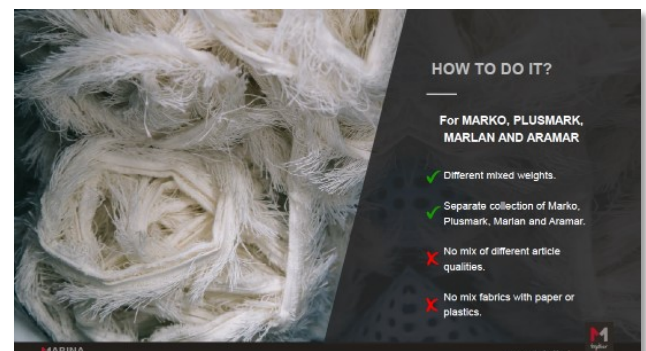 HOW TO DO IT?
For MARKO, PLUSMARK,
MARLAN AND ARAMAR
Different mixed weights.
Separate collection of Marko,
Plusmark, Marlan and Aramar.
No mix of different article
qualities.
No mix fabrics with paper or
plastics.
MARINA